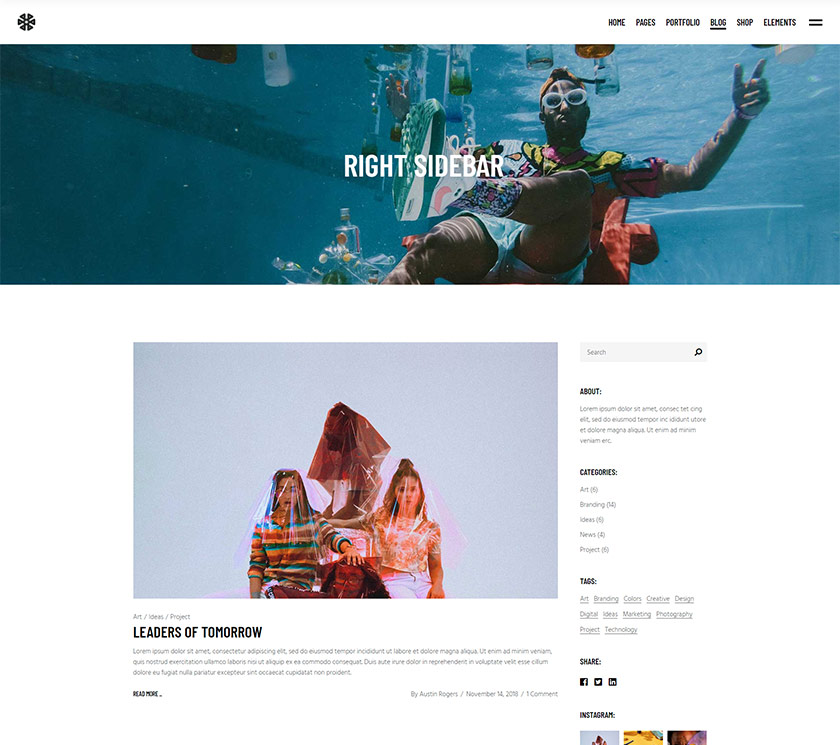 HOME PAGES PORTFOLIO BLOG SHOP ELEMENTS
RIGHT SIDEBAR
Art / Ideas / Project
LEADERS OF TOMORROW
Lorem ipsum dolor sit amet, consectetur adipiscing elit, sed do eiusmod tempor incididunt ut labore et dolore magna aliqua. Ut enim ad minim veniam,
quis nostrud exercitation ullamco laboris nisi ut aliquip ex ea commodo consequat. Duis aute irure dolor in reprehenderit in voluptate velit esse cillum
dolore eu fugiat nulla pariatur excepteur sint occaecat cupidatat non proident.
READ MORE _
By Austin Rogers / November 14, 2018 / 1 Comment
Search
ABOUT:
Lorem ipsum dolor sit amet, consec tet cing
elit, sed do eiusmod tempor inc ididunt utore
et dolore magna aliqua. Ut enim ad minim
veniam erc.
CATEGORIES:
Art (6)
Branding (14)
Ideas (6)
News (4)
Project (6)
TAGS:
Art Branding Colors Creative Design
Digital Ideas Marketing Photography
Project Technology
SHARE:
INSTAGRAM: